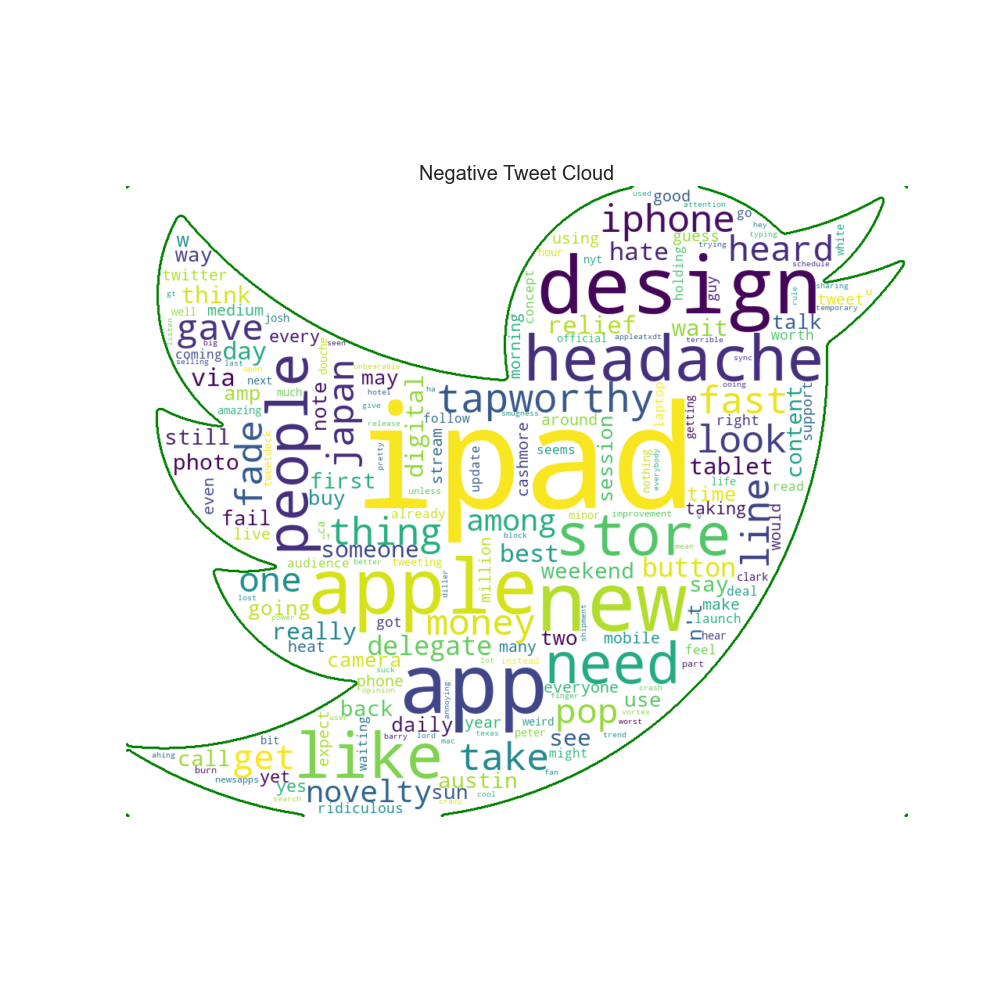 Negative Tweet Cloud
used
good
attention
iphone
go
hey
white
w
way
using
guess
hate
heard
typing
trying
hour
nyt
holding
guy
schedule
twitter
think
concept
design
sharing
tweet
u
gt
well
medium
josh
rule
temporary
gave
every
seen
big
listen
morning
relief
wait
talk
official
appleatxdt
terrible
worth
coming
day
douche
selling
last
headache
sync
via
next
open
people
note
japan
may
unbearable
hotel
amp
much
amazing
digital
ha
tapworthy
smugness
ooing
laptop
fast
getting
content
support
give
follow
around
right
release
still
photo
fade
tweetdeck
pretty
stream
update
cashmore
seems
session
nothing
everybody
look
tablet
life
read
ipad
even
first
buy
unless
time
taking
line
would
fail
live
ca
lt
already
thing
among
minor
improvement
store
block
mean
someone
best
audience
better
tweeting
million
weekend
button
clark
one
lost
apple
diller
new
say
deal
n't
make
going
power
got
money
shipment
launch
really
heat
two
mobile
hear
delegate
many
feel
camera
lot
instead
need
part
suck
phone
opinion
app
annoying
everyone
crash
finger
back
user
use
pop
vortex
daily
year
weird
worst
expect
waiting
barry
lord
texas
peter
trend
bit
mac
see
might
ahing
call
get
like
take
fan
burn
newsapps
yet
austin
yes
novelty
sun
cool
search
crazy
ridiculous